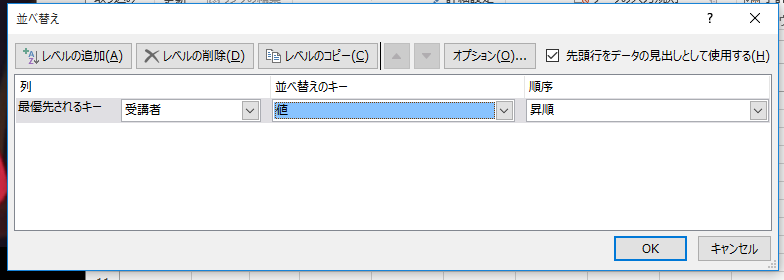 並べ替え
レベルの追加(A) レベルの削除(D) レベルのコピー(C) オプション(O)... 先頭行をデータの見出しとして使用する(H)
列 並べ替えのキー 順序
最優先されるキー 受講者 値 昇順
OK キャンセル